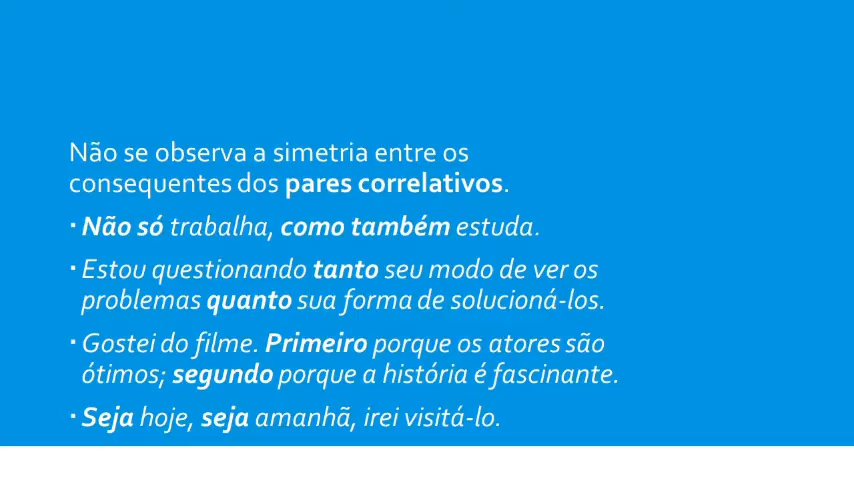 Não se observa a simetria entre os
consequentes dos pares correlativos.
▪ Não só trabalha, como também estuda.
▪ Estou questionando tanto seu modo de ver os
problemas quanto sua forma de solucioná-los.
▪ Gostei do filme. Primeiro porque os atores são
ótimos; segundo porque a história é fascinante.
▪ Seja hoje, seja amanhã, irei visitá-lo.